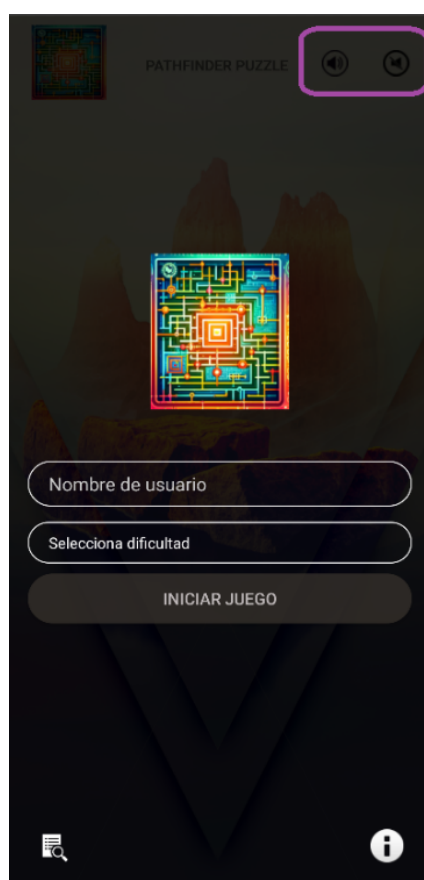 PATHFINDER PUZZLE
Nombre de usuario
Selecciona dificultad
INICIAR JUEGO